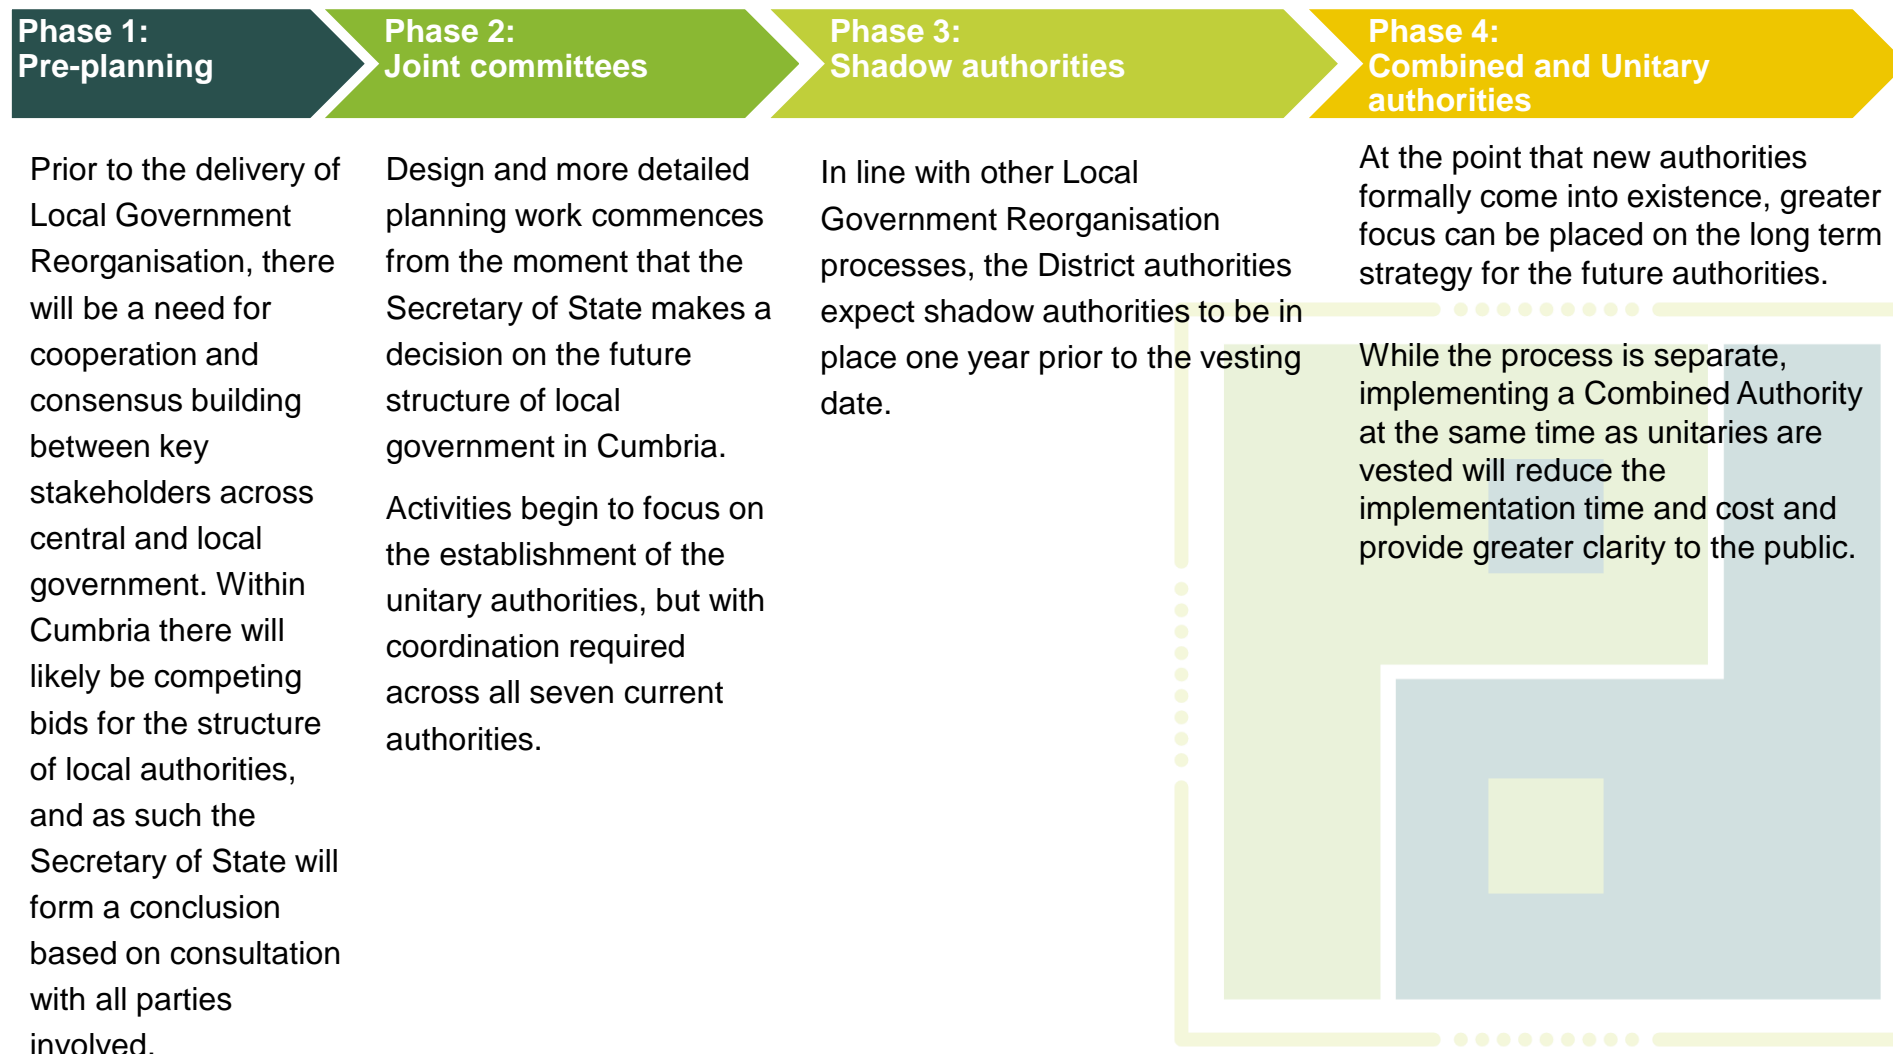 Phase 1:
Pre-planning
Prior to the delivery of
Local Government
Reorganisation, there
will be a need for
cooperation and
consensus building
between key
stakeholders across
central and local
government. Within
Cumbria there will
likely be competing
bids for the structure
of local authorities,
and as such the
Secretary of State will
form a conclusion
based on consultation
with all parties
involved.
Phase 2:
Joint committees
Design and more detailed
planning work commences
from the moment that the
Secretary of State makes a
decision on the future
structure of local
government in Cumbria.
Activities begin to focus on
the establishment of the
unitary authorities, but with
coordination required
across all seven current
authorities.
Phase 3:
Shadow authorities
In line with other Local
Government Reorganisation
processes, the District authorities
expect shadow authorities to be in
place one year prior to the vesting
date.
Phase 4:
Combined and Unitary
authorities
At the point that new authorities
formally come into existence, greater
focus can be placed on the long term
strategy for the future authorities.
While the process is separate,
implementing a Combined Authority
at the same time as unitaries are
vested will reduce the
implementation time and cost and
provide greater clarity to the public.